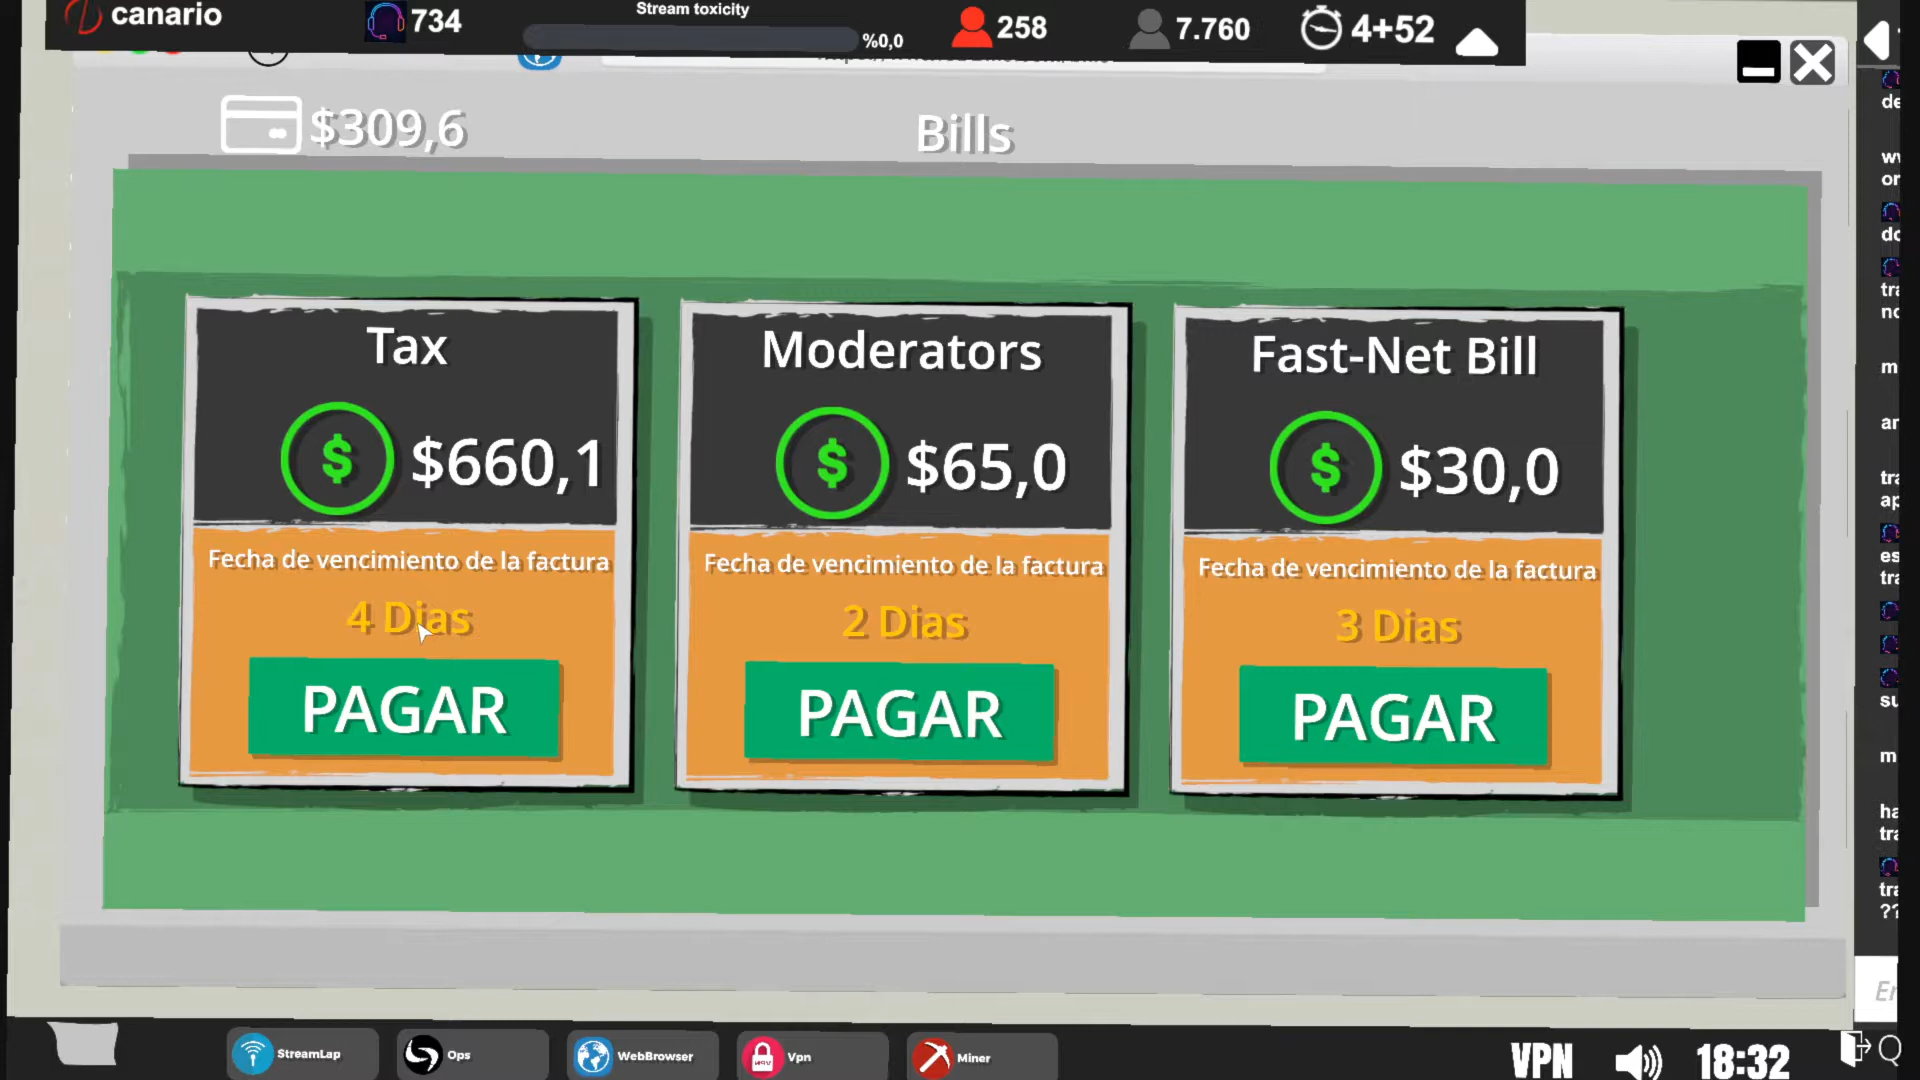 canario
734
Stream toxicity
%0,0
258
7.760
4+52
$309,6
Bills
Tax
$660,1
Fecha de vencimiento de la factura
4 Dias
PAGAR
Moderators
$65,0
Fecha de vencimiento de la factura
2 Dias
PAGAR
Fast-Net Bill
$30,0
Fecha de vencimiento de la factura
3 Dias
PAGAR
StreamLap
Ops
WebBrowser
Vpn
Miner
VPN
18:32
Q